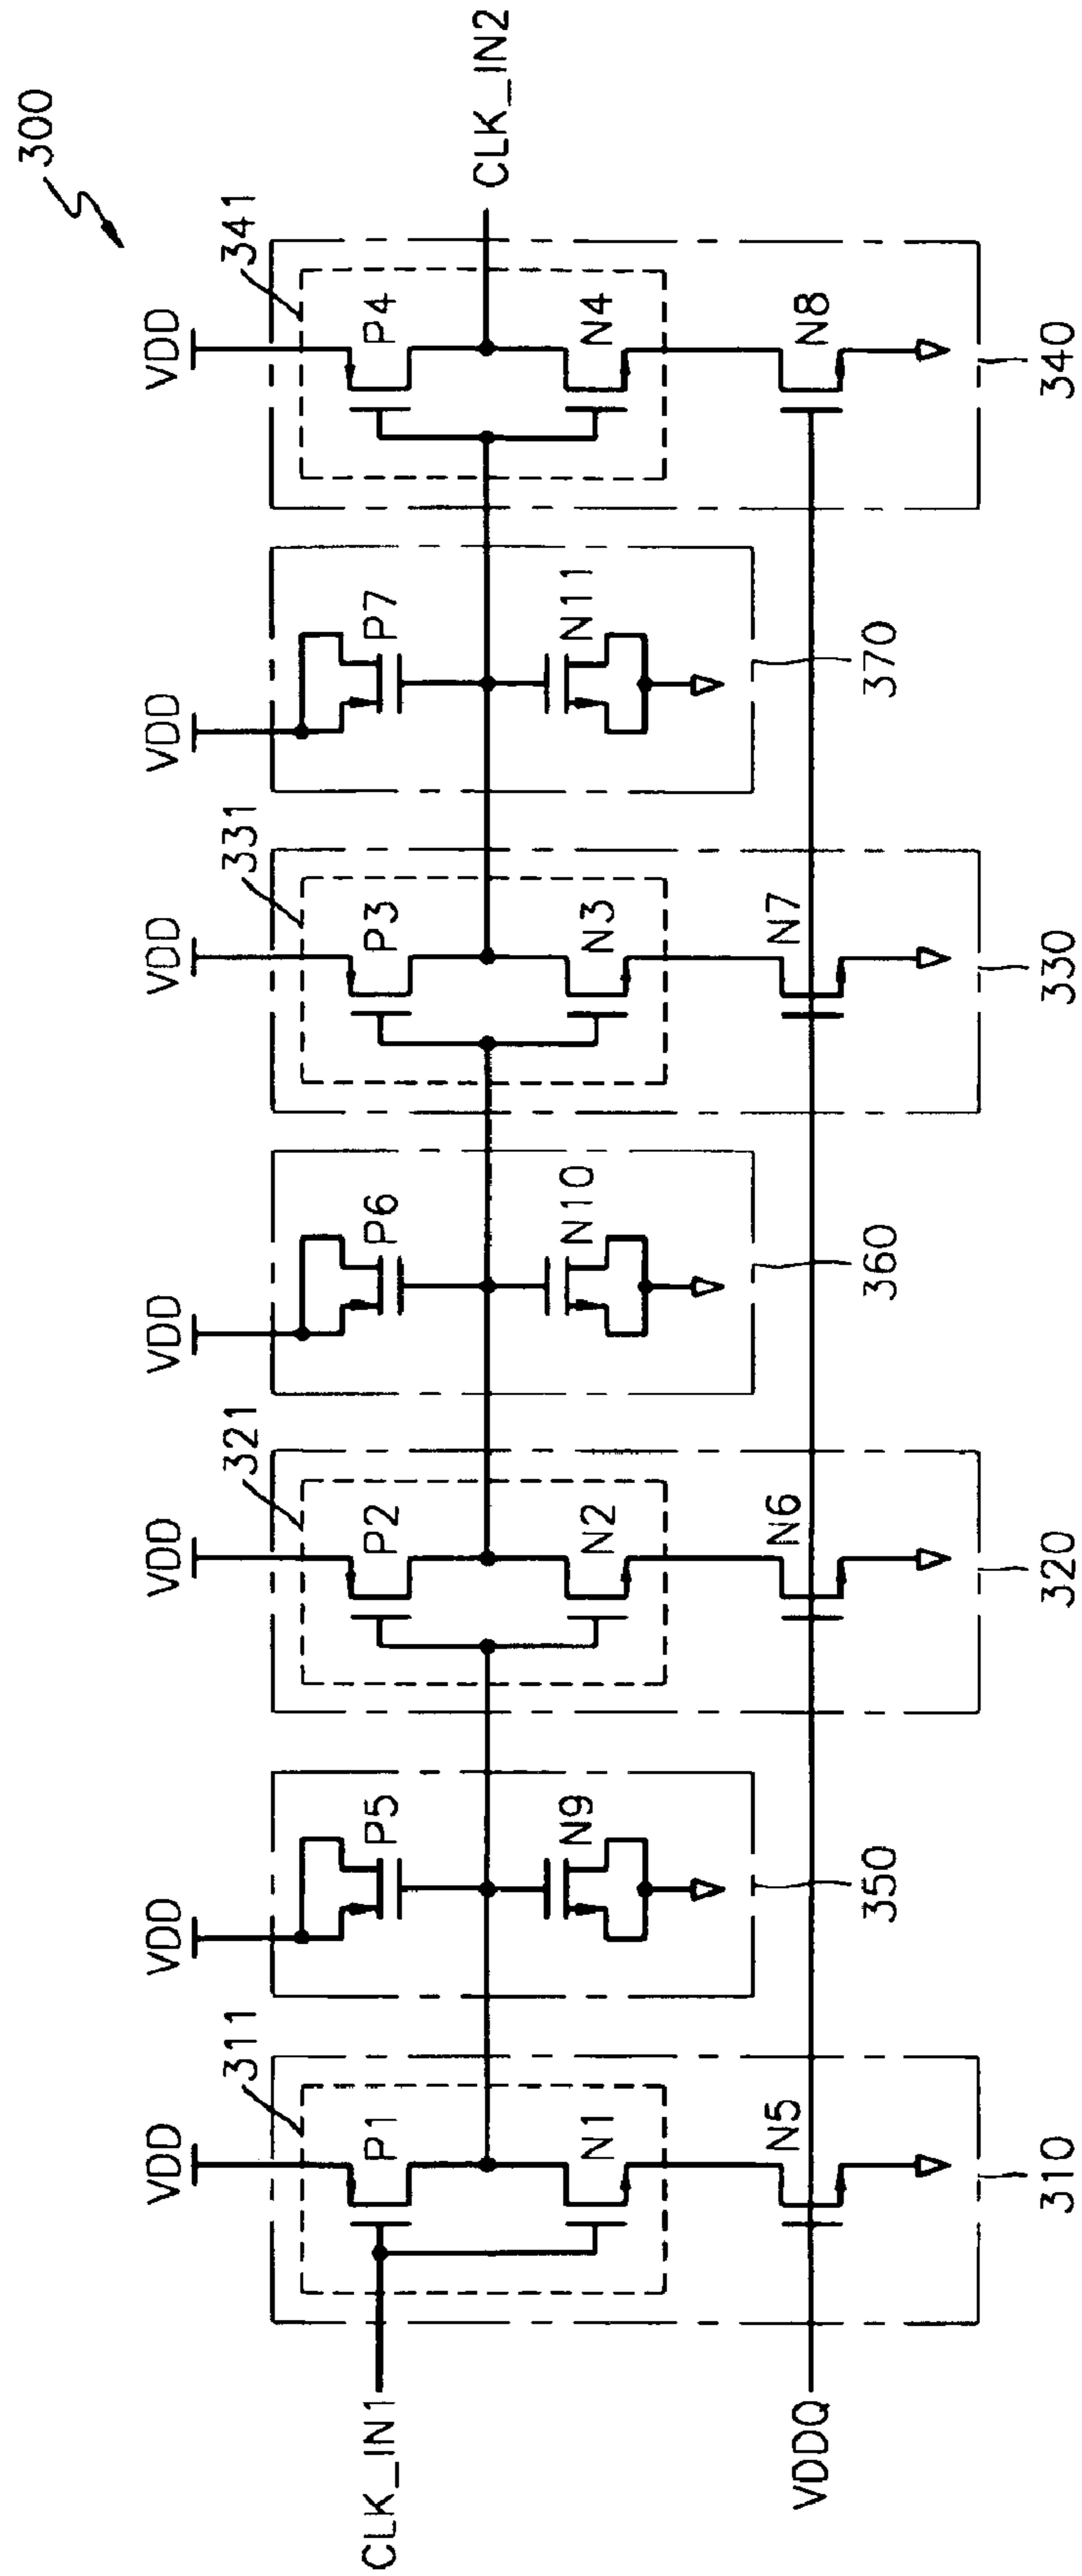 300
VDD
VDD
VDD
VDD
VDD
VDD
VDD
311
321
331
341
P1
P5
P2
P6
P3
P7
P4
CLK_IN1
CLK_IN2
N1
N9
N2
N10
N3
N11
N4
350
360
370
N5
N6
N7
N8
VDDQ
310
320
330
340